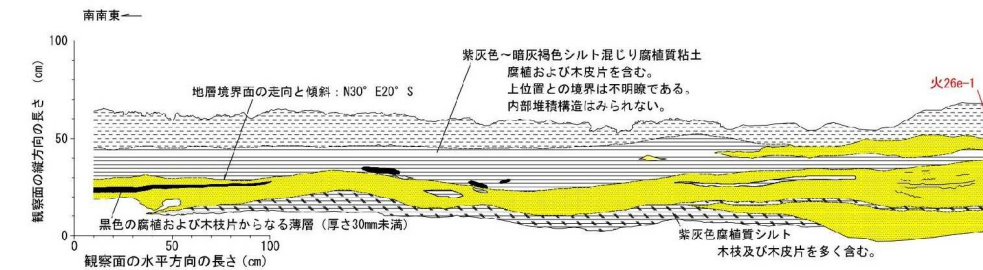 南南東←
100
50
0
50
100
観察面の縦方向の長さ (cm)
観察面の水平方向の長さ (cm)
紫灰色～暗灰褐色シルト混じり腐植質粘土
腐植および木皮片を含む。
上位置との境界は不明瞭である。
内部堆積構造はみられない。
火26e-1
地層境界面の走向と傾斜：N30° E20° S
黒色の腐植および木枝片からなる薄層 (厚さ30mm未満)
紫灰色腐植質シルト
木枝及び木皮片を多く含む。